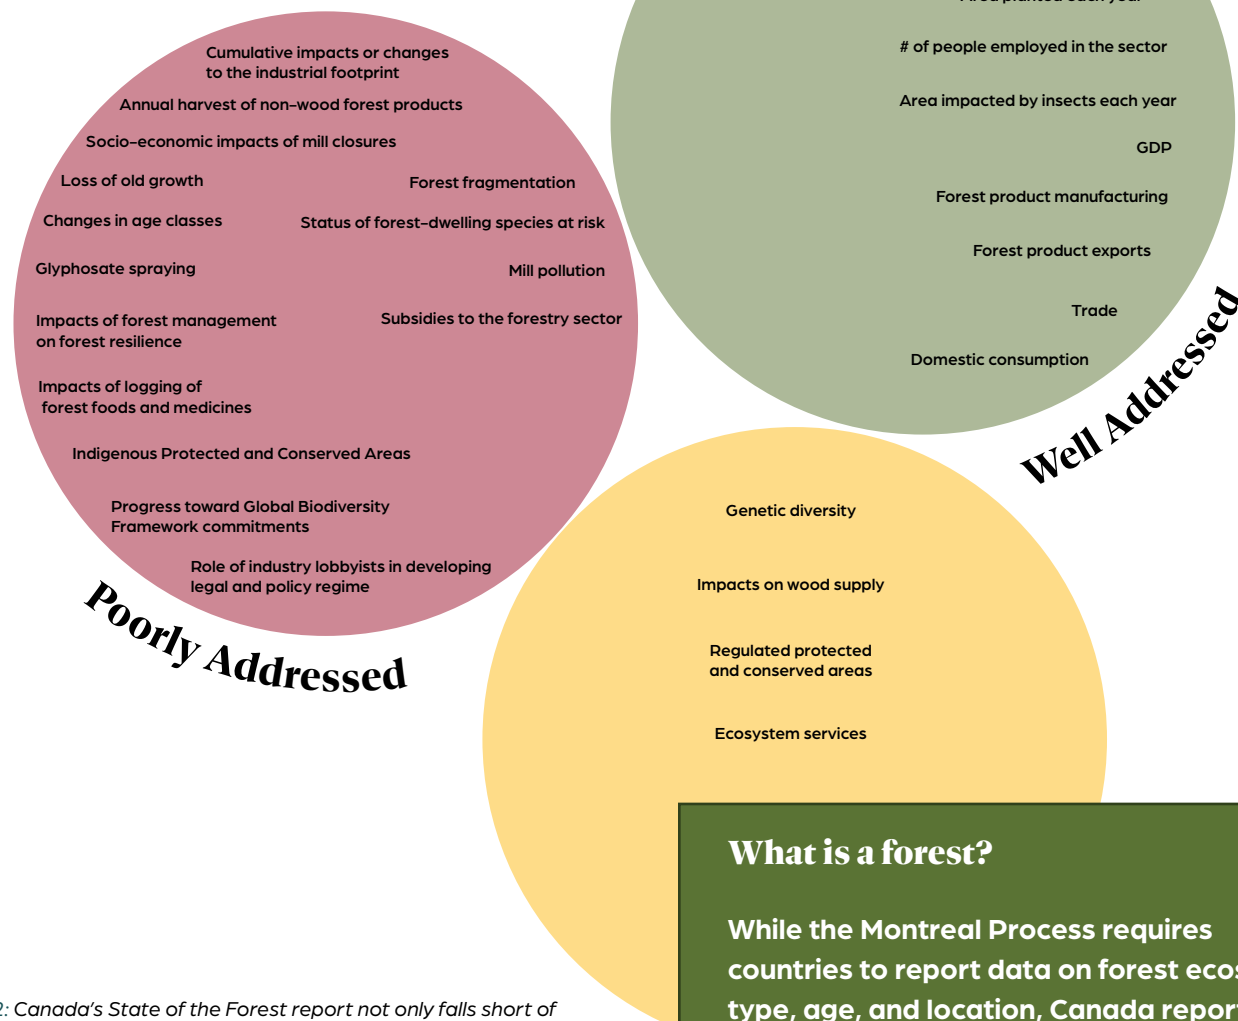 Cumulative impacts or changes
to the industrial footprint
Annual harvest of non-wood forest products
Socio-economic impacts of mill closures
Loss of old growth
Forest fragmentation
Changes in age classes
Status of forest-dwelling species at risk
Glyphosate spraying
Mill pollution
Impacts of forest management
on forest resilience
Subsidies to the forestry sector
Impacts of logging of
forest foods and medicines
Indigenous Protected and Conserved Areas
Progress toward Global Biodiversity
Framework commitments
Role of industry lobbyists in developing
legal and policy regime
Poorly Addressed
Area planted each year
# of people employed in the sector
Area impacted by insects each year
GDP
Forest product manufacturing
Forest product exports
Trade
Domestic consumption
Well Addressed
Genetic diversity
Impacts on wood supply
Regulated protected
and conserved areas
Ecosystem services
What is a forest?
While the Montreal Process requires
countries to report data on forest
type, age, and location, Canada
2: Canada's State of the Forest report not only falls short of